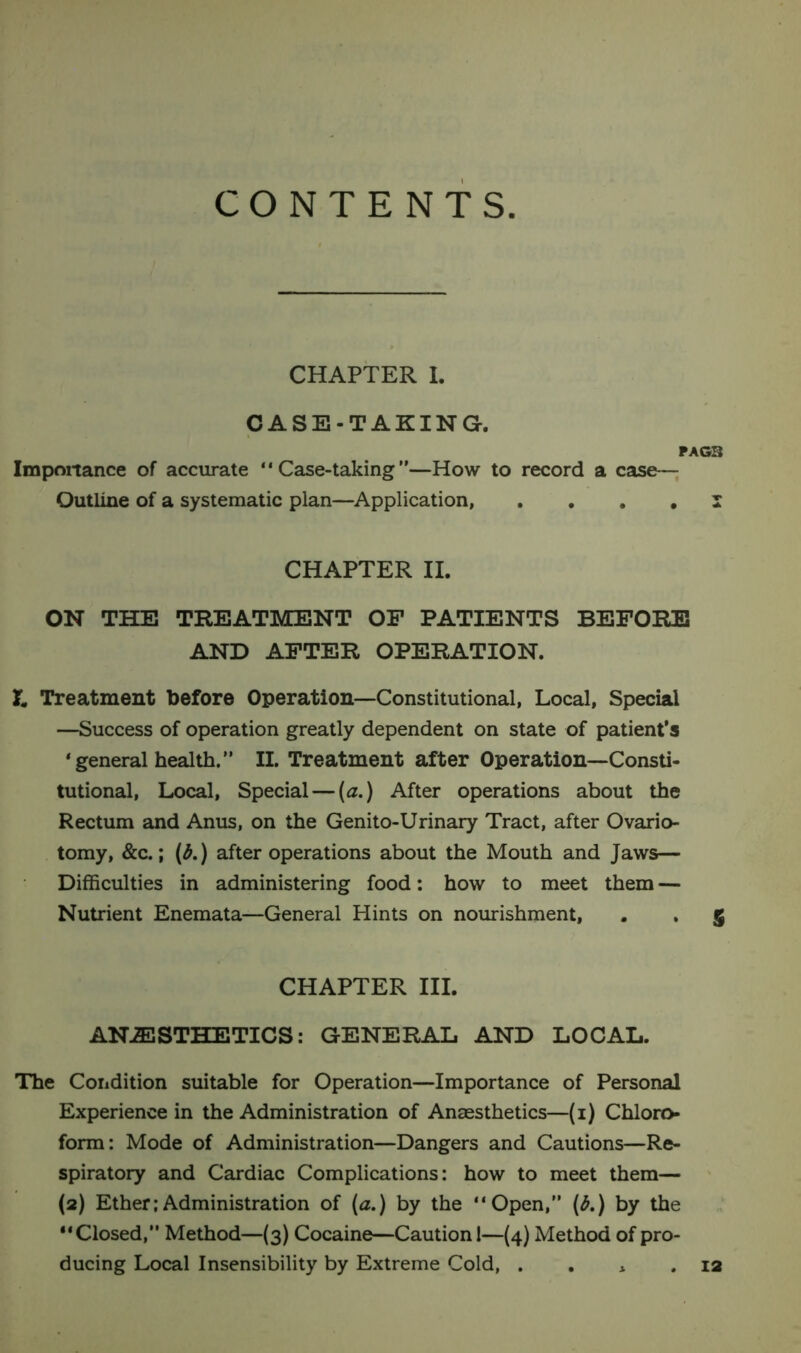 CONTENTS.
CHAPTER I.
CASE-TAKING.
PAGE
Importance of accurate “Case-taking”—How to record a case—
Outline of a systematic plan—Application, . . . . 1
CHAPTER II.
ON THE TREATMENT OF PATIENTS BEFORE
AND AFTER OPERATION.
I. Treatment before Operation—Constitutional, Local, Special
—Success of operation greatly dependent on state of patient's
‘general health.” II. Treatment after Operation—Consti-
tutional, Local, Special—(a.) After operations about the
Rectum and Anus, on the Genito-Urinary Tract, after Ovario-
tomy, &c.; (b.) after operations about the Mouth and Jaws—
Difficulties in administering food: how to meet them—
Nutrient Enemata—General Hints on nourishment, . . 5
CHAPTER III.
ANÆSTHETICS: GENERAL AND LOCAL.
The Condition suitable for Operation—Importance of Personal
Experience in the Administration of Anæsthetics—(1) Chloro-
form: Mode of Administration—Dangers and Cautions—Re-
spiratory and Cardiac Complications: how to meet them—
(2) Ether: Administration of (a.) by the “Open,” (b.) by the
“Closed,” Method—(3) Cocaine—Caution!—(4) Method of pro-
ducing Local Insensibility by Extreme Cold, . . . . 12